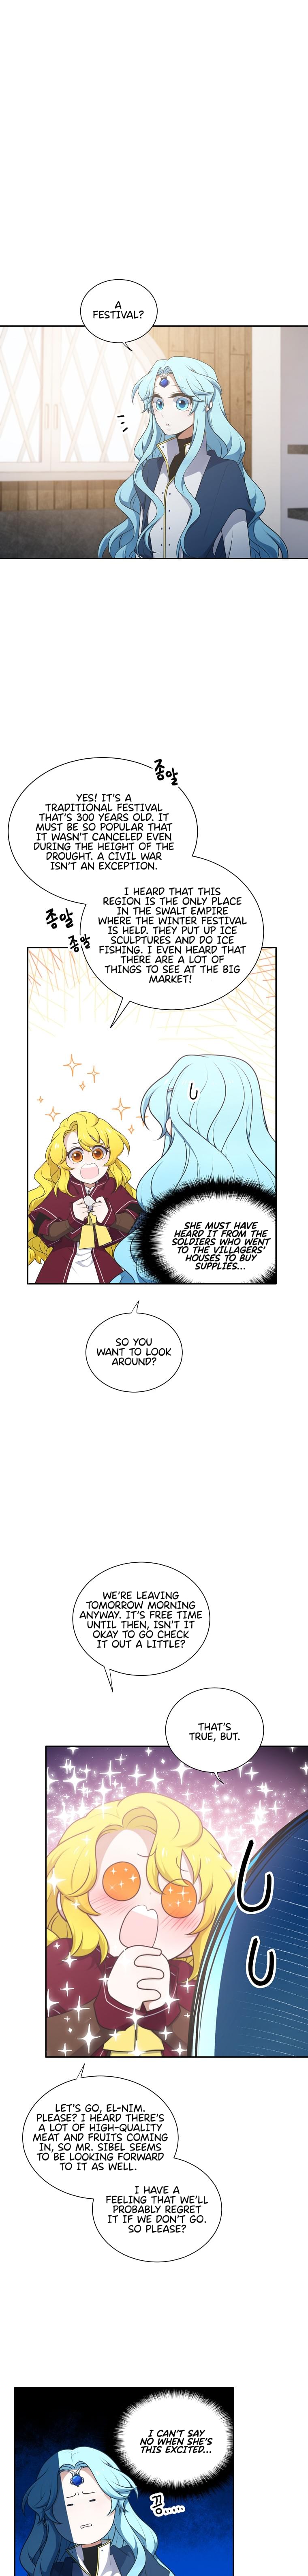 A
FESTIVAL?
종알
YES! IT'S A
TRADITIONAL FESTIVAL
THAT'S 300 YEARS OLD. IT
MUST BE SO POPULAR THAT
IT WASN'T CANCELED EVEN
DURING THE HEIGHT OF THE
DROUGHT. A CIVIL WAR
ISN'T AN EXCEPTION.
I HEARD THAT THIS
REGION IS THE ONLY PLACE
IN THE SWALT EMPIRE
WHERE THE WINTER FESTIVAL
IS HELD. THEY PUT UP ICE
SCULPTURES AND DO ICE
FISHING. I EVEN HEARD THAT
THERE ARE A LOT OF
THINGS TO SEE AT THE BIG
MARKET!
종알
종알
SHE MUST HAVE
HEARD IT FROM THE
SOLDIERS WHO WENT
TO THE VILLAGERS'
HOUSES TO BUY
SUPPLIES...
SO YOU
WANT TO LOOK
AROUND?
WE'RE LEAVING
TOMORROW MORNING
ANYWAY. IT'S FREE TIME
UNTIL THEN, ISN'T IT
OKAY TO GO CHECK
IT OUT A LITTLE?
THAT'S
TRUE, BUT.
LET'S GO, EL-NIM.
PLEASE? I HEARD THERE'S
A LOT OF HIGH-QUALITY
MEAT AND FRUITS COMING
IN, SO MR. SIBEL SEEMS
TO BE LOOKING FORWARD
TO IT AS WELL.
I HAVE A
FEELING THAT WE'LL
PROBABLY REGRET
IT IF WE DON'T GO.
SO PLEASE?
I CAN'T SAY
NO WHEN SHE'S
THIS EXCITED...
끙......